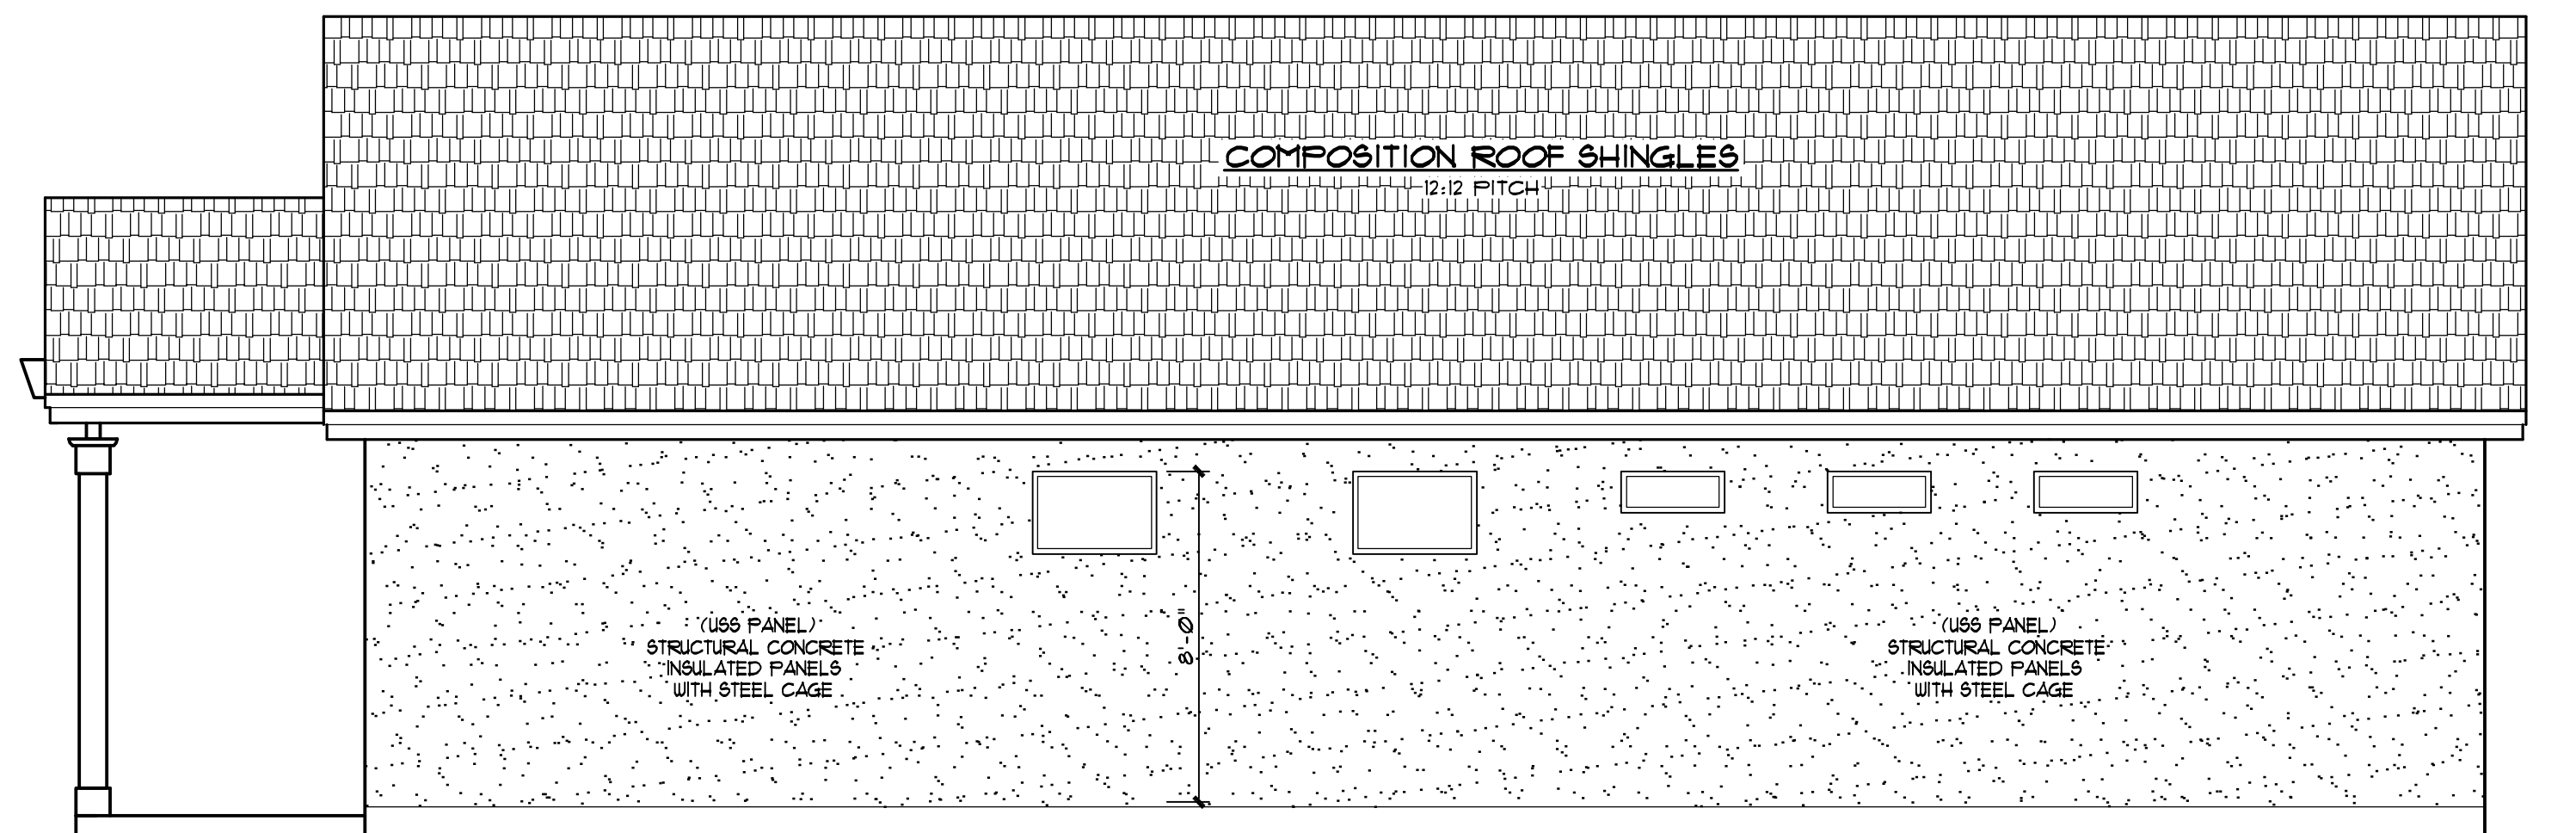 COMPOSITION ROOF SHINGLES
12:12 PITCH
(USS PANEL)
STRUCTURAL CONCRETE
INSULATED PANELS
WITH STEEL CAGE
8'-0"
(USS PANEL)
STRUCTURAL CONCRETE
INSULATED PANELS
WITH STEEL CAGE